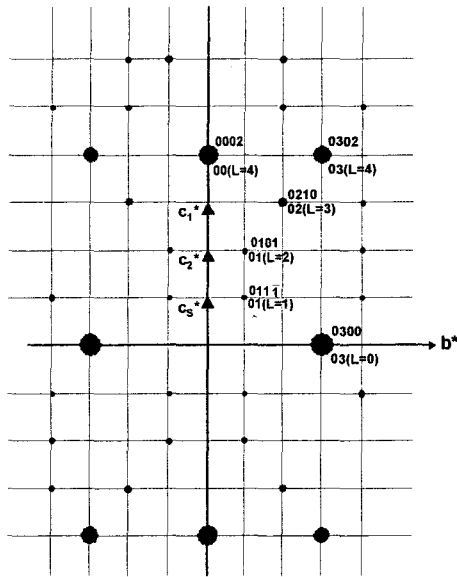 0002
00(L=4)
0302
03(L=4)
0210
02(L=3)
c₁*
0101
01(L=2)
c₂*
011ī
01(L=1)
cₛ*
b*
0300
03(L=0)